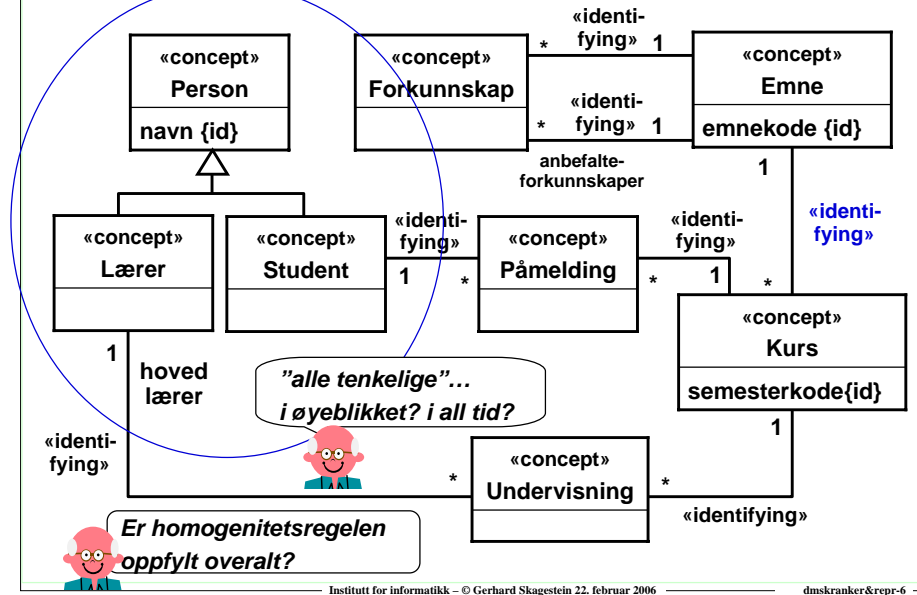 «concept»
Person
navn {id}
«concept»
Forkunnskap
«identi-
fying»
*
1
«identi-
fying»
*
1
anbefalte-
forkunnskaper
«concept»
Emne
emnekode {id}
1
«identi-
fying»
*
«concept»
Lærer
«concept»
Student
«identi-
fying»
1
*
«concept»
Påmelding
«identi-
fying»
*
1
«concept»
Kurs
semesterkode{id}
1
1
hoved
lærer
«identi-
fying»
”alle tenkelige”…
i øyeblikket? i all tid?
*
«concept»
Undervisning
*
«identifying»
Er homogenitetsregelen
oppfylt overalt?
Institutt for informatikk – © Gerhard Skagestein 22. februar 2006
dmskranker&repr-6